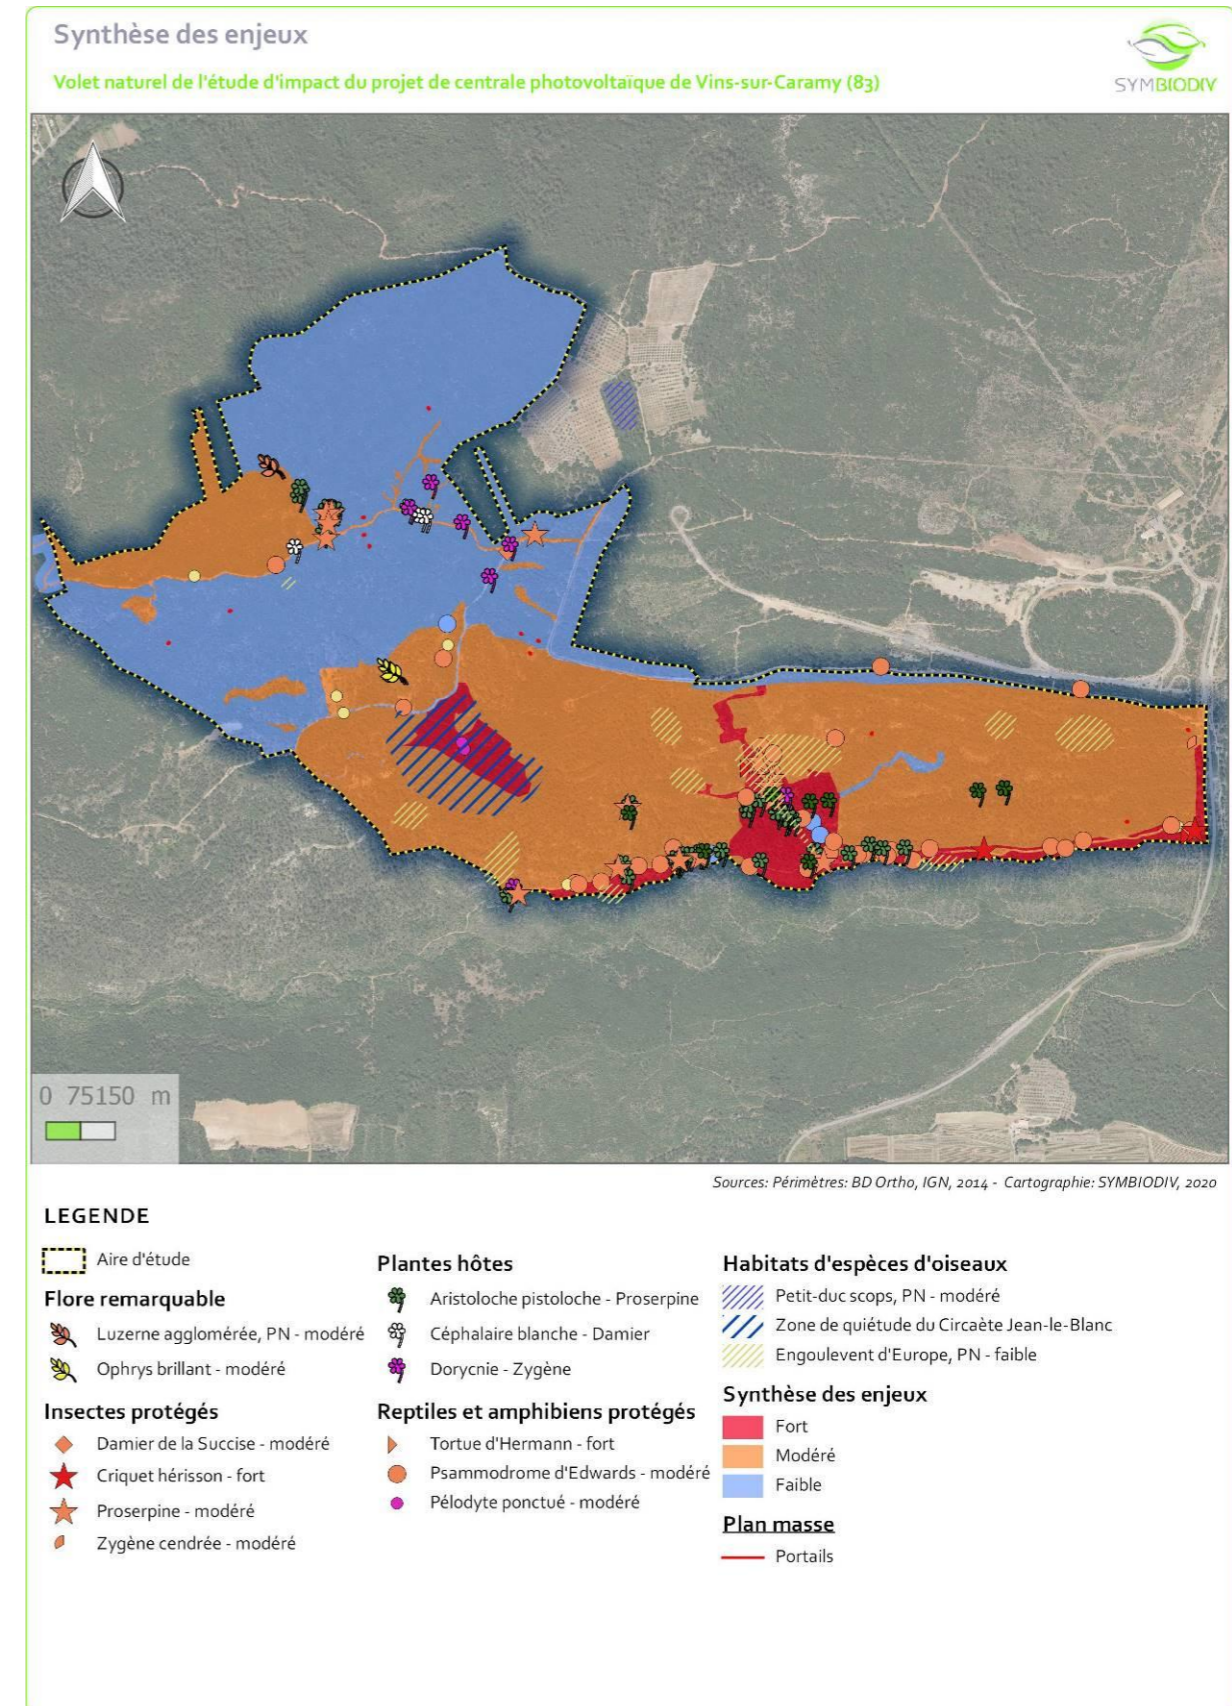 Synthèse des enjeux
Volet naturel de l'étude d'impact du projet de centrale photovoltaïque de Vins-sur-Caramy (83)
SYMBIODIV
0 75150 m
Sources: Périmètres: BD Ortho, IGN, 2014 - Cartographie: SYMBIODIV, 2020
LEGENDE
Aire d'étude
Flore remarquable
Luzerne agglomérée, PN - modéré
Ophrys brillant - modéré
Insectes protégés
Damier de la Succise - modéré
Criquet hérisson - fort
Proserpine - modéré
Zygène cendrée - modéré
Plantes hôtes
Aristoloche pistoloche - Proserpine
Céphalaire blanche - Damier
Dorycnie - Zygène
Reptiles et amphibiens protégés
Tortue d'Hermann - fort
Psammodrome d'Edwards - modéré
Pélodyte ponctué - modéré
Habitats d'espèces d'oiseaux
Petit-duc scops, PN - modéré
Zone de quiétude du Circaète Jean-le-Blanc
Engoulevent d'Europe, PN - faible
Synthèse des enjeux
Fort
Modéré
Faible
Plan masse
Portails